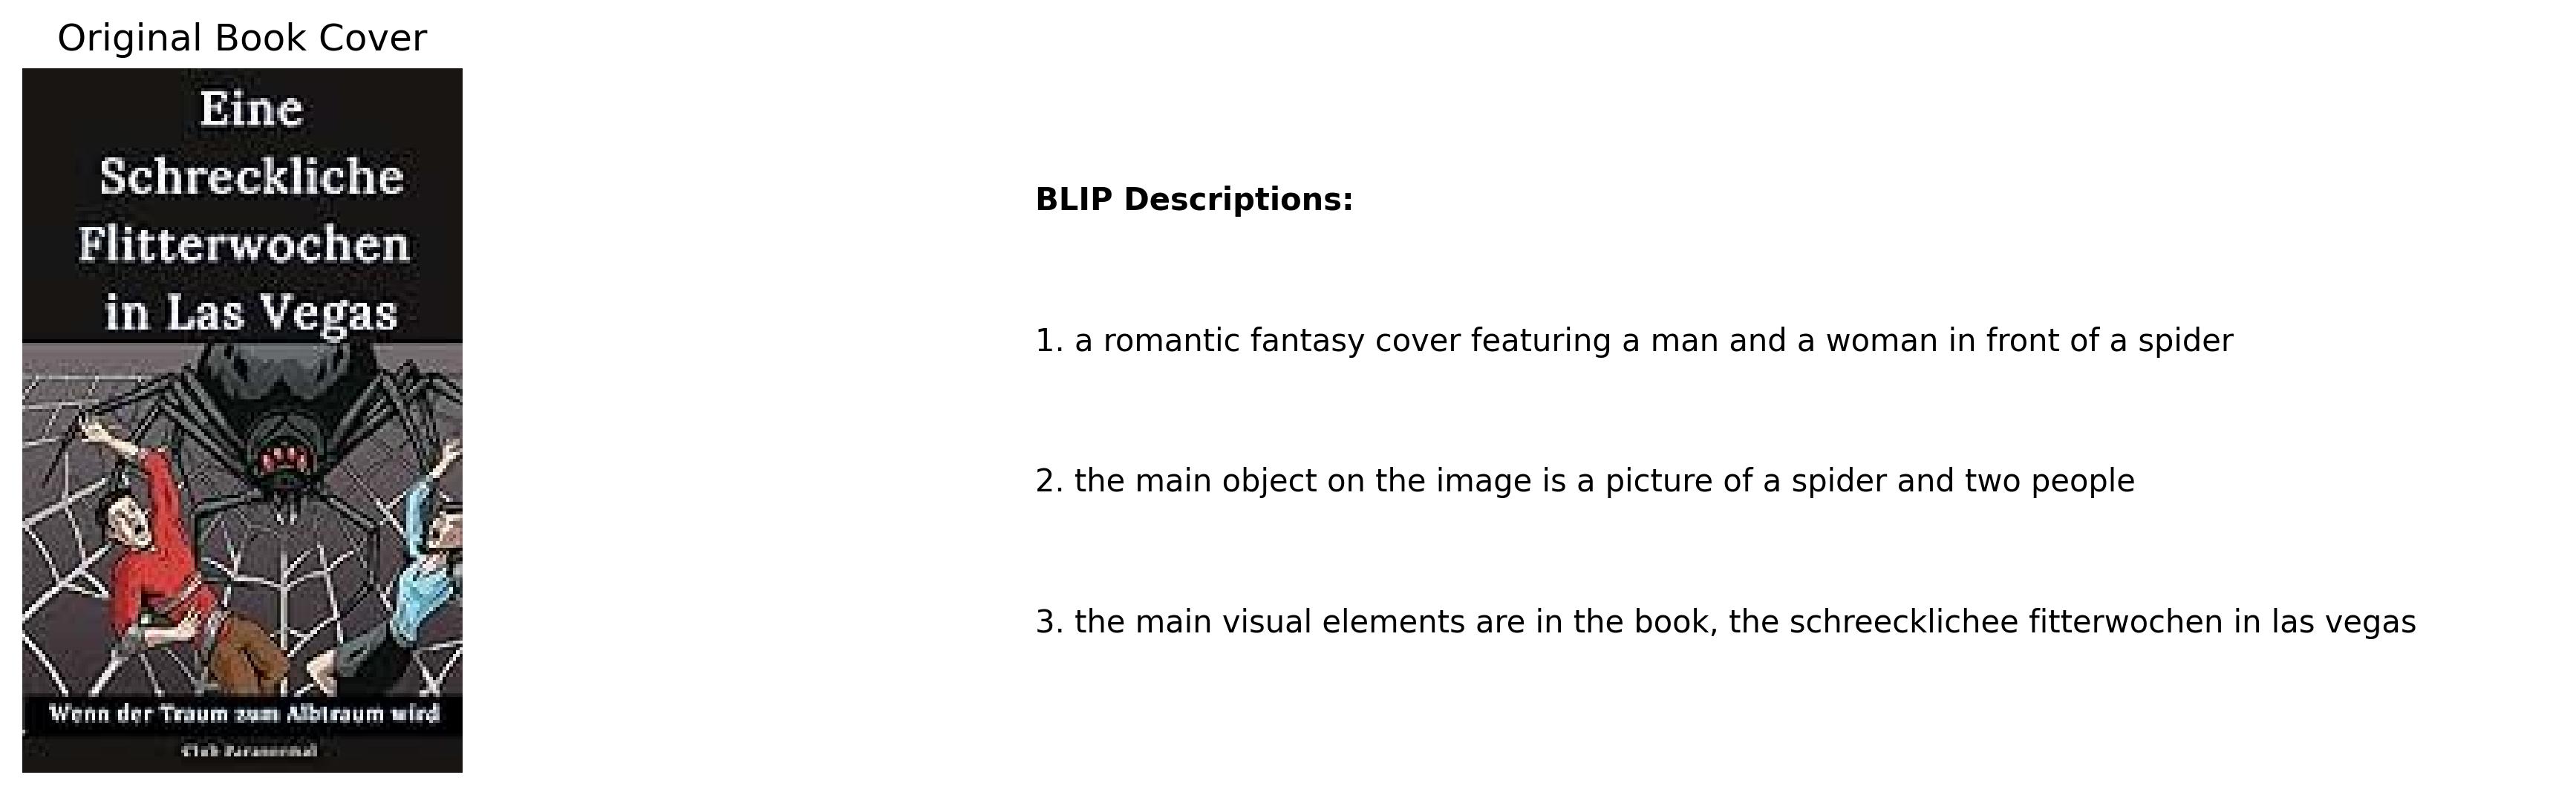 Original Book Cover
Eine
Schreckliche
Flitterwochen
in Las Vegas
Wenn der Traum zum Albtraum wird
Club Paranormal
BLIP Descriptions:
1. a romantic fantasy cover featuring a man and a woman in front of a spider
2. the main object on the image is a picture of a spider and two people
3. the main visual elements are in the book, the schreecklichee fitterwochen in las vegas